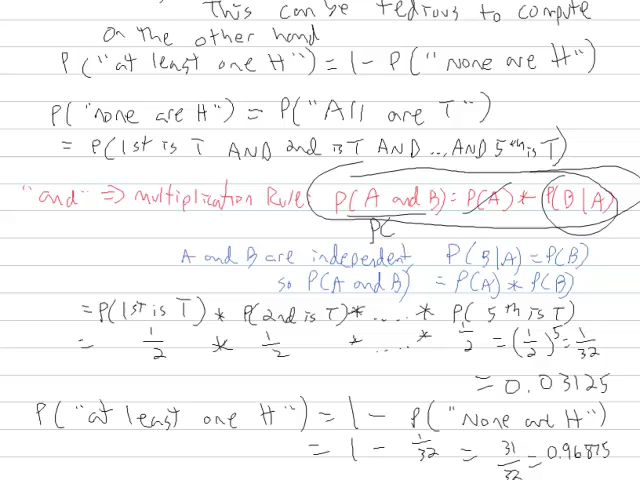 This can be tedious to compute
On the other hand
P("at least one H") = 1 - P("none are H")
P("none are H") = P("All are T")
= P(1st is T AND 2nd is T AND ... AND 5th is T)
"and" => multiplication Rule: P(A and B) = P(A) * P(B|A)
P(
A and B are independent P(B|A) = P(B)
so P(A and B) = P(A) * P(B)
= P(1st is T) * P(2nd is T) * .... * P(5th is T)
= 1/2 * 1/2 * .... * 1/2 = (1/2)^5 = 1/32
= 0.03125
P("at least one H") = 1 - P("None are H")
= 1 - 1/32 = 31/32 = 0.96875